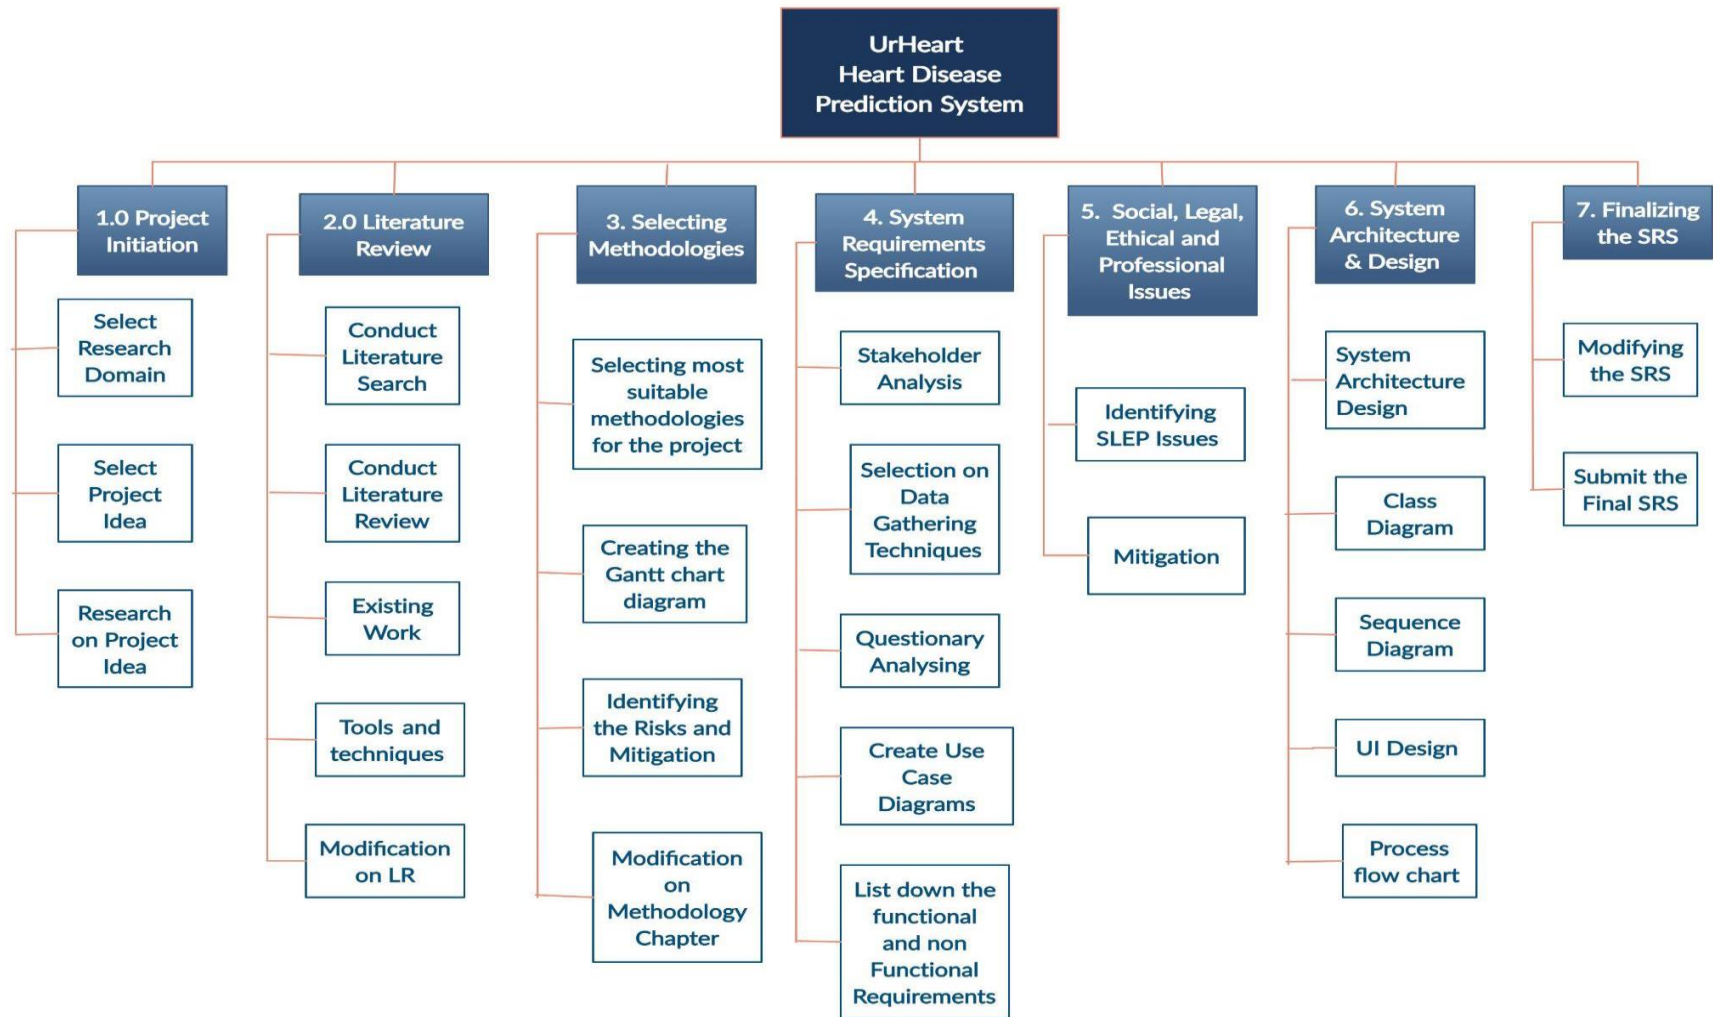 UrHeart
Heart Disease
Prediction System
1.0 Project
Initiation
Select
Research
Domain
Select
Project
Idea
Research
on Project
Idea
2.0 Literature
Review
Conduct
Literature
Search
Conduct
Literature
Review
Existing
Work
Tools and
techniques
Modification
on LR
3. Selecting
Methodologies
Selecting most
suitable
methodologies
for the project
Creating the
Gantt chart
diagram
Identifying
the Risks and
Mitigation
Modification
on
Methodology
Chapter
4. System
Requirements
Specification
Stakeholder
Analysis
Selection on
Data
Gathering
Techniques
Questionary
Analysing
Create Use
Case
Diagrams
List down the
functional
and non
Functional
Requirements
5. Social, Legal,
Ethical and
Professional
Issues
Identifying
SLEP Issues
Mitigation
6. System
Architecture
& Design
System
Architecture
Design
Class
Diagram
Sequence
Diagram
UI Design
Process
flow chart
7. Finalizing
the SRS
Modifying
the SRS
Submit the
Final SRS